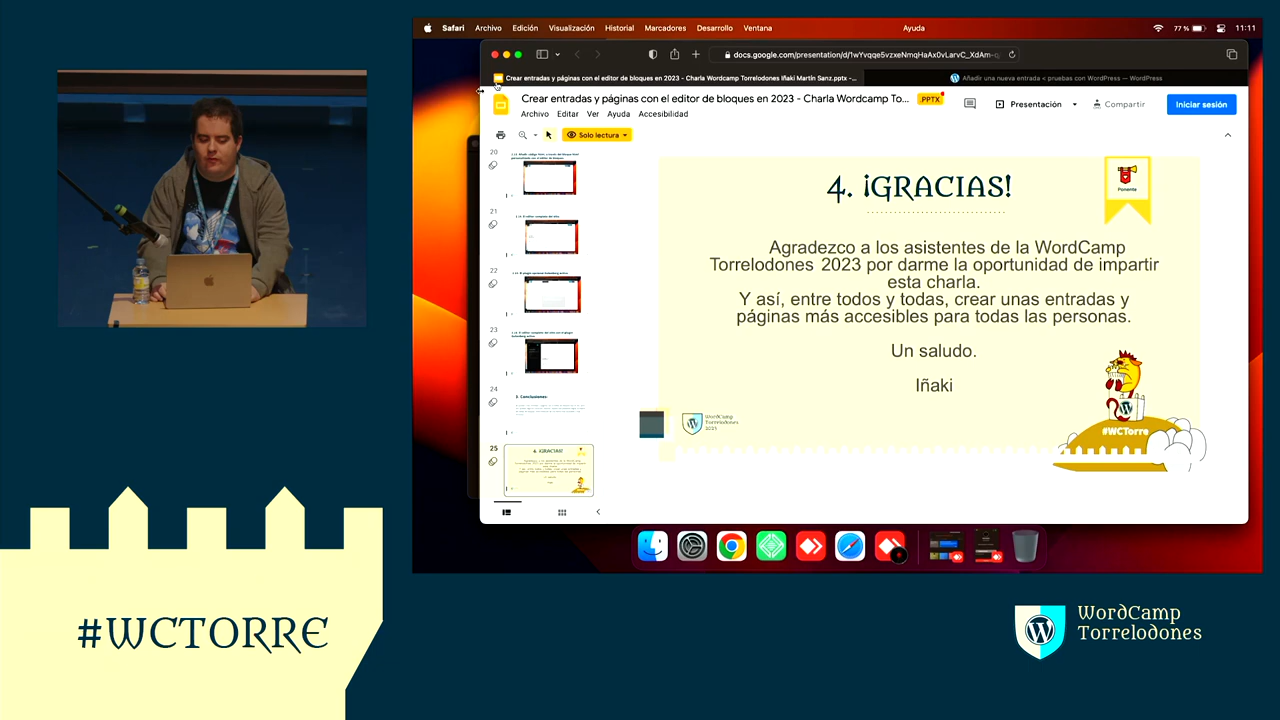 Safari Archivo Edición Visualización Historial Marcadores Desarrollo Ventana Ayuda 77 % 11:11
docs.google.com/presentation/d/1wYvqqe5vzxeNmqHaAx0vLarvC_XdAm-
Crear entradas y páginas con el editor de bloques en 2023 - Charla Wordcamp Torrelodones Iñaki Martín Sanz.pptx -...
Añadir una nueva entrada < pruebas con WordPress — WordPress
Crear entradas y páginas con el editor de bloques en 2023 - Charla Wordcamp To...
.PPTX
Presentación
Compartir
Iniciar sesión
Archivo Editar Ver Ayuda Accesibilidad
Solo lectura
20
21
22
23
24
3. Conclusiones:
25
4. ¡GRACIAS!
4. ¡GRACIAS!
Ponente
Agradezco a los asistentes de la WordCamp
Torrelodones 2023 por darme la oportunidad de impartir
esta charla.
Y así, entre todos y todas, crear unas entradas y
páginas más accesibles para todas las personas.
Un saludo.
Iñaki
WordCamp
Torrelodones
2023
#WCTorre
#WCTORRE
WordCamp
Torrelodones